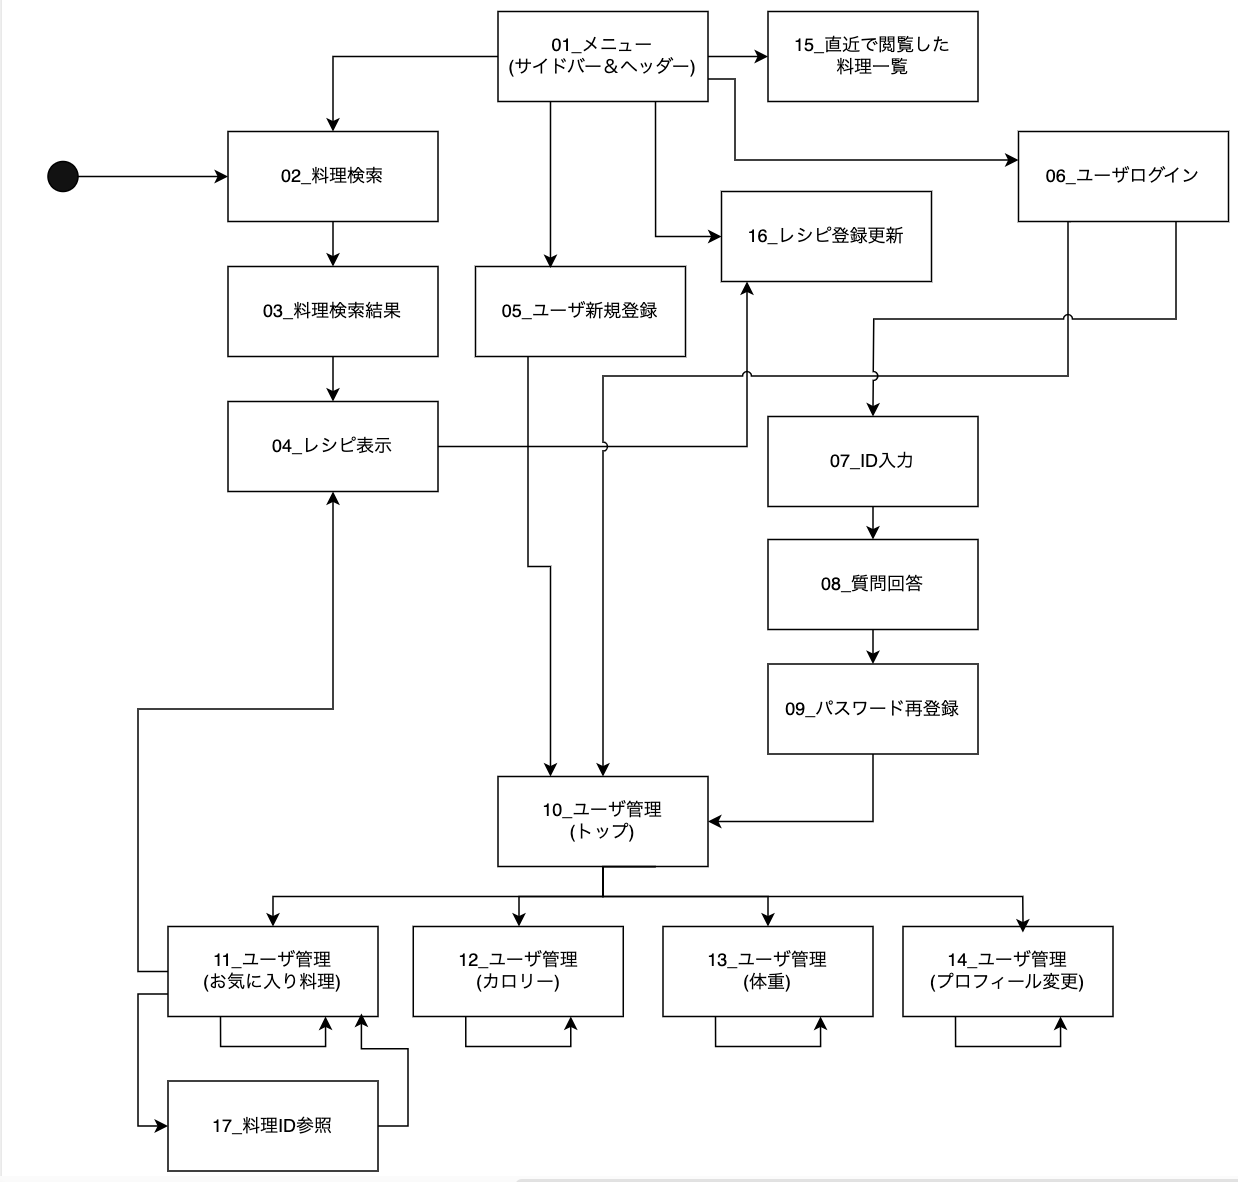 01_メニュー
(サイドバー＆ヘッダー)
15_直近で閲覧した
料理一覧
02_料理検索
06_ユーザログイン
16_レシピ登録更新
03_料理検索結果
05_ユーザ新規登録
04_レシピ表示
07_ID入力
08_質問回答
09_パスワード再登録
10_ユーザ管理
(トップ)
11_ユーザ管理
(お気に入り料理)
12_ユーザ管理
(カロリー)
13_ユーザ管理
(体重)
14_ユーザ管理
(プロフィール変更)
17_料理ID参照